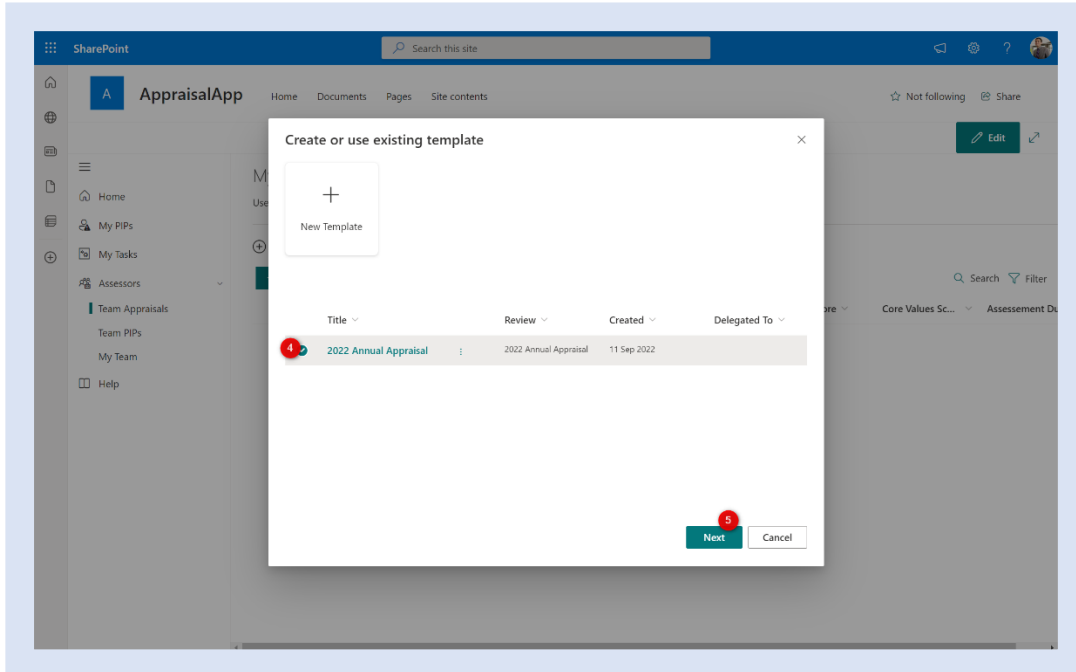 SharePoint
Search this site
?
A
AppraisalApp
Home Documents Pages Site contents
Not following Share
Create or use existing template
Edit
New Template
Home
My PIPs
My Tasks
Assessors
Team Appraisals
Team PIPs
My Team
Help
Search Filter
Title Review Created Delegated To
Core Values Sc...
4 2022 Annual Appraisal 2022 Annual Appraisal 11 Sep 2022
5
Next Cancel